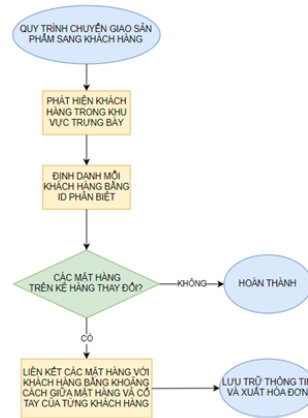 QUY TRÌNH CHUYỂN GIAO SẢN
PHẨM SANG KHÁCH HÀNG
PHÁT HIỆN KHÁCH
HÀNG TRONG KHU
VỰC TRƯNG BÀY
ĐỊNH DANH MỖI
KHÁCH HÀNG BẰNG
ID PHÂN BIỆT
CÁC MẶT HÀNG
TRÊN KỆ HÀNG THAY ĐỔI?
KHÔNG
HOÀN THÀNH
CÓ
LIÊN KẾT CÁC MẶT HÀNG VỚI
KHÁCH HÀNG BẰNG KHOẢNG
CÁCH GIỮA MẶT HÀNG VÀ CỔ
TAY CỦA TỪNG KHÁCH HÀNG
LƯU TRỮ THÔNG TIN
VÀ XUẤT HÓA ĐƠN